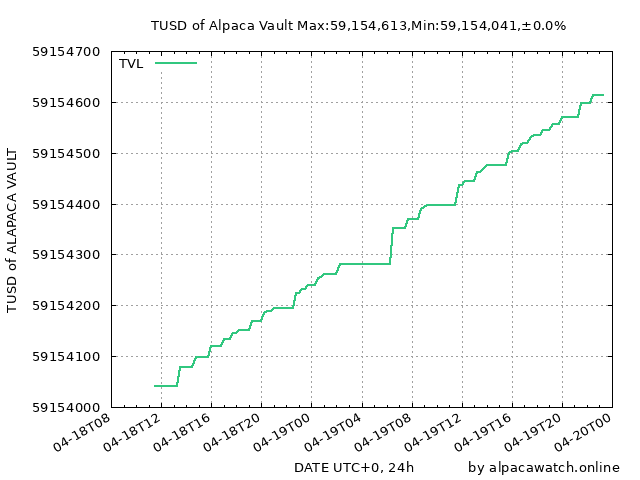 TUSD of Alpaca Vault Max:59,154,613,Min:59,154,041,±0.0%
TVL
TUSD of ALAPACA VAULT
59154700
59154600
59154500
59154400
59154300
59154200
59154100
59154000
04-18T08
04-18T12
04-18T16
04-18T20
04-19T00
04-19T04
04-19T08
04-19T12
04-19T16
04-19T20
04-20T00
DATE UTC+0, 24h
by alpacawatch.online